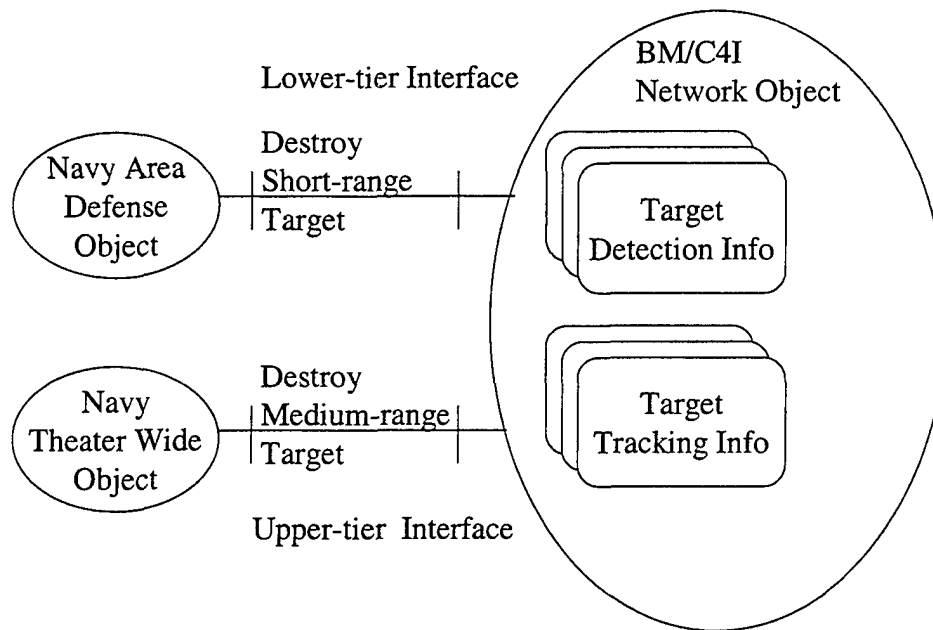 Lower-tier Interface
BM/C4I
Network Object
Navy Area
Defense
Object
Destroy
Short-range
Target
Target
Detection Info
Navy
Theater Wide
Object
Destroy
Medium-range
Target
Target
Tracking Info
Upper-tier Interface